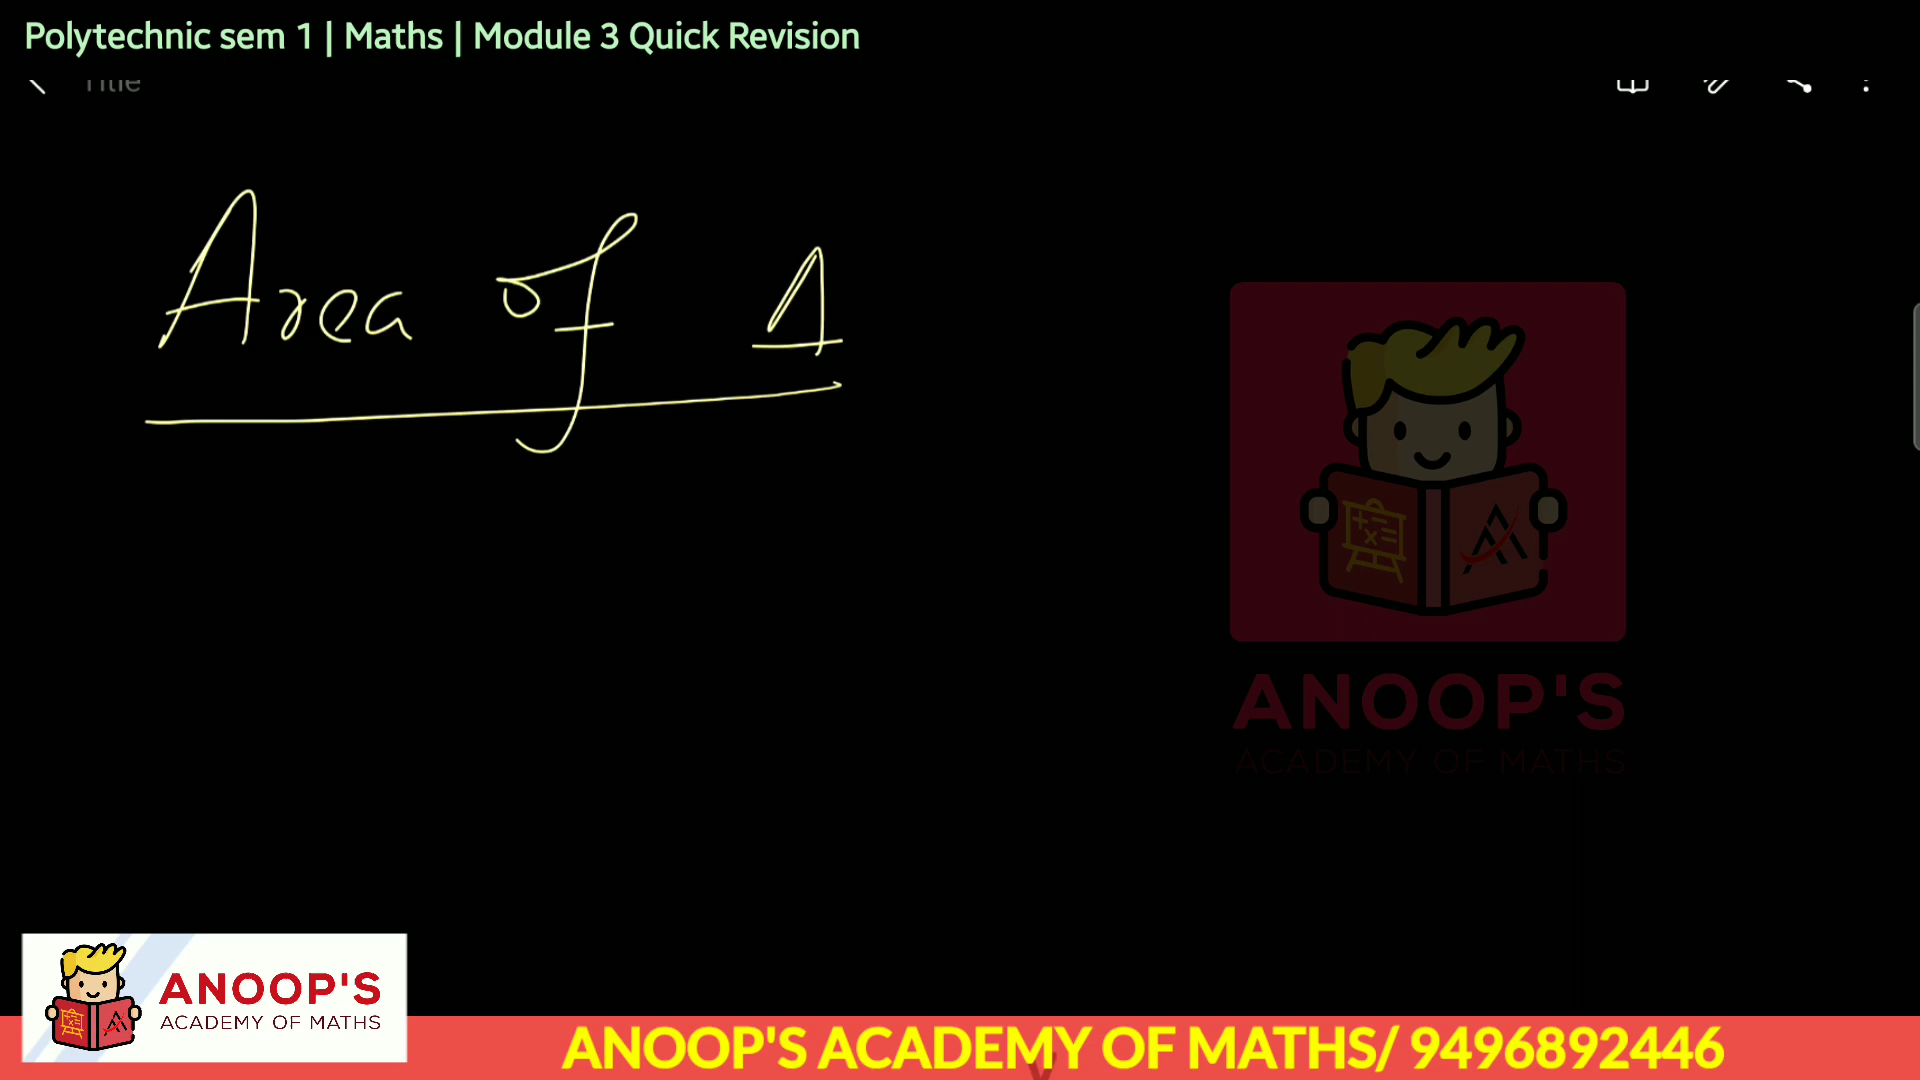 Polytechnic sem 1 | Maths | Module 3 Quick Revision
Title
Area of Δ
ANOOP'S
ACADEMY OF MATHS
ANOOP'S
ACADEMY OF MATHS
ANOOP'S ACADEMY OF MATHS/ 9496892446